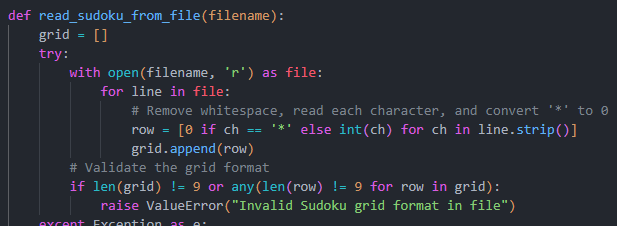 def read_sudoku_from_file(filename):
    grid = []
    try:
        with open(filename, 'r') as file:
            for line in file:
                # Remove whitespace, read each character, and convert '*' to 0
                row = [0 if ch == '*' else int(ch) for ch in line.strip()]
                grid.append(row)
        # Validate the grid format
        if len(grid) != 9 or any(len(row) != 9 for row in grid):
            raise ValueError("Invalid Sudoku grid format in file")
    except Exception as e: